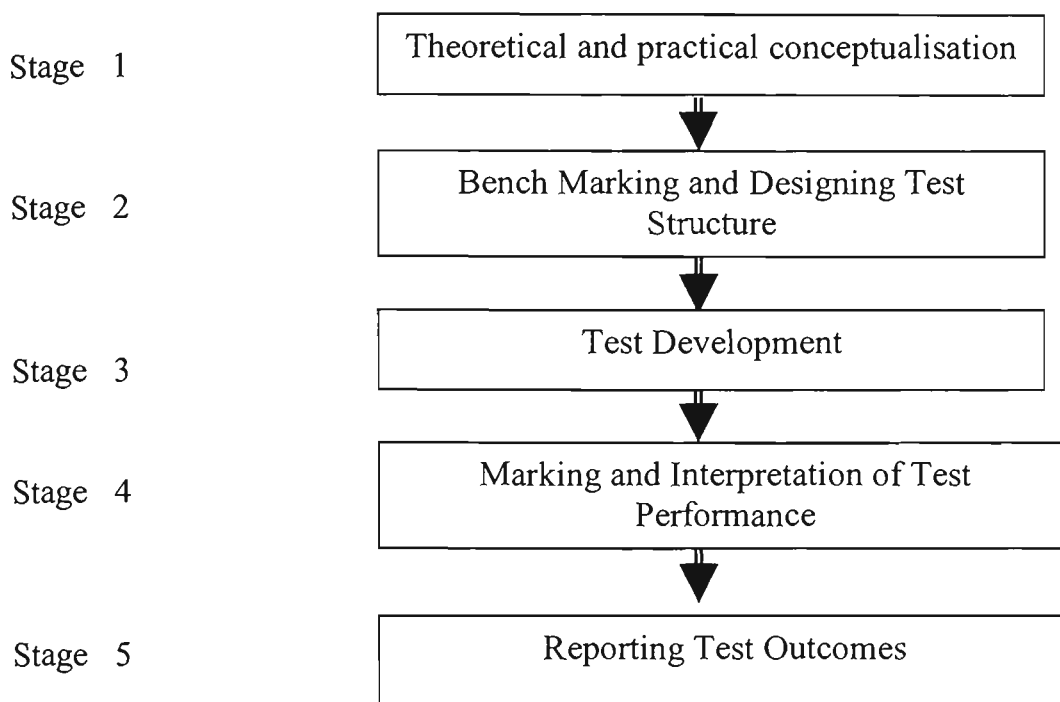 Stage 1
Theoretical and practical conceptualisation
Stage 2
Bench Marking and Designing Test
Structure
Stage 3
Test Development
Stage 4
Marking and Interpretation of Test
Performance
Stage 5
Reporting Test Outcomes